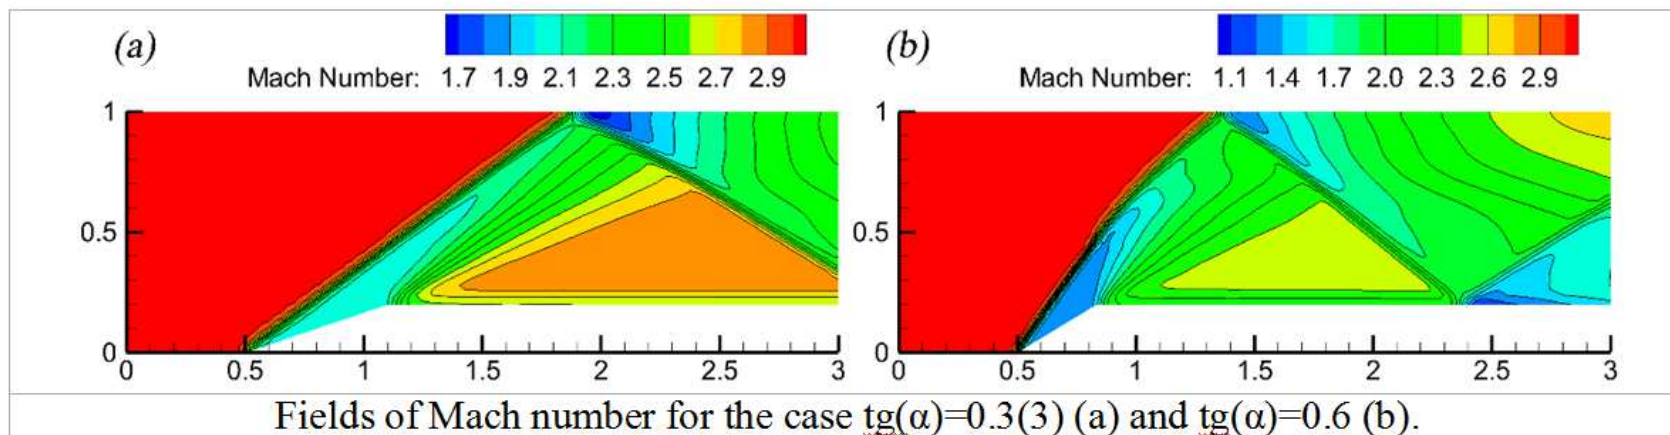 (a)
Mach Number: 1.7 1.9 2.1 2.3 2.5 2.7 2.9
1
0.5
0
0 0.5 1 1.5 2 2.5 3
(b)
Mach Number: 1.1 1.4 1.7 2.0 2.3 2.6 2.9
1
0.5
0
0 0.5 1 1.5 2 2.5 3
Fields of Mach number for the case tg(α)=0.3(3) (a) and tg(α)=0.6 (b).